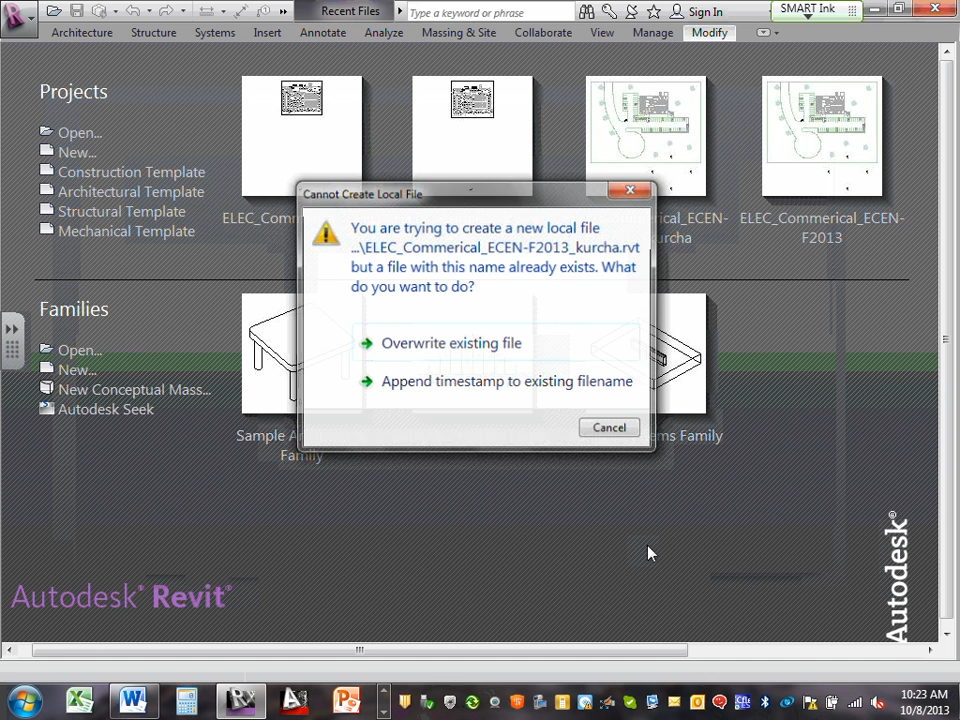 Recent Files
Type a keyword or phrase
Sign In
SMART Ink
Architecture
Structure
Systems
Insert
Annotate
Analyze
Massing & Site
Collaborate
View
Manage
Modify
Projects
Open...
New...
Construction Template
Architectural Template
Structural Template
Mechanical Template
ECEN-
kurcha
ELEC_Commerical_ECEN-
F2013
Cannot Create Local File
You are trying to create a new local file
...\ELEC_Commerical_ECEN-F2013_kurcha.rvt
but a file with this name already exists. What
do you want to do?
Overwrite existing file
Append timestamp to existing filename
Cancel
Families
Open...
New...
New Conceptual Mass...
Autodesk Seek
Sample
Family
Family
Autodesk® Revit®
Autodesk®
10:23 AM
10/8/2013